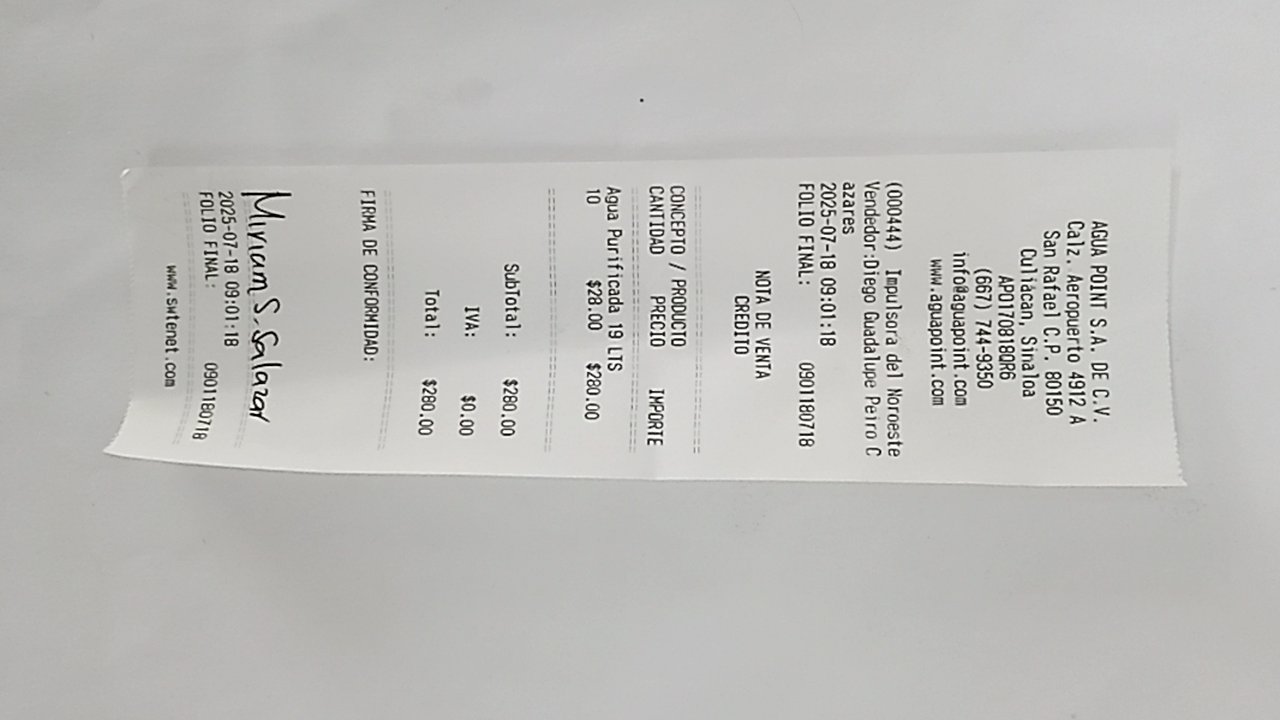 AGUA POINT S.A. DE C.V.
Calz. Aeropuerto 4912 A
San Rafael C.P. 80150
Culiacan, Sinaloa
APO170818QR6
(667) 744-9350
info@aguapoint.com
www.aguapoint.com
(000444) Impulsora del Noroeste
Vendedor:Diego Guadalupe Peiro C
azares
2025-07-18 09:01:18
FOLIO FINAL: 0901180718
NOTA DE VENTA
CREDITO
CONCEPTO / PRODUCTO
CANTIDAD PRECIO IMPORTE
Agua Purificada 19 LTS
10 $28.00 $280.00
SubTotal: $280.00
IVA: $0.00
Total: $280.00
FIRMA DE CONFORMIDAD:
Miriam S. Salazar
2025-07-18 09:01:18
FOLIO FINAL: 0901180718
www.swtenet.com